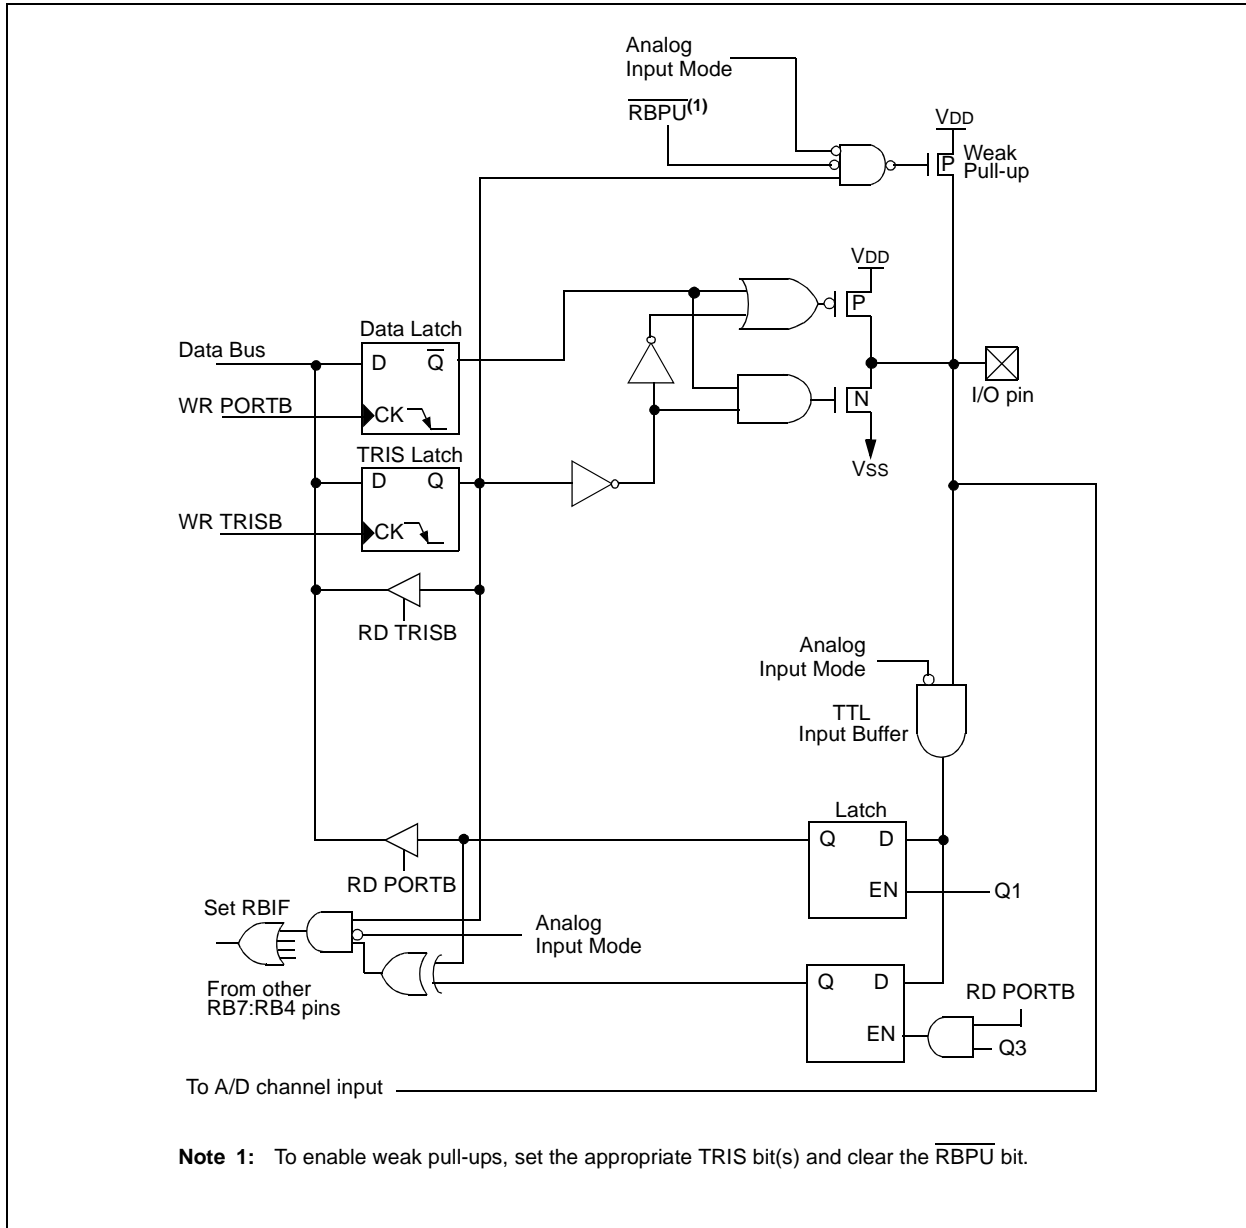 Analog
Input Mode
RBPU(1)
VDD
Weak
Pull-up
P
VDD
P
Data Latch
Data Bus
D Q
WR PORTB
CK
I/O pin
N
VSS
TRIS Latch
D Q
WR TRISB
CK
RD TRISB
Analog
Input Mode
TTL
Input Buffer
Latch
Q D
EN
Q1
RD PORTB
Set RBIF
Analog
Input Mode
From other
RB7:RB4 pins
Q D
RD PORTB
EN
Q3
To A/D channel input
Note 1: To enable weak pull-ups, set the appropriate TRIS bit(s) and clear the RBPU bit.